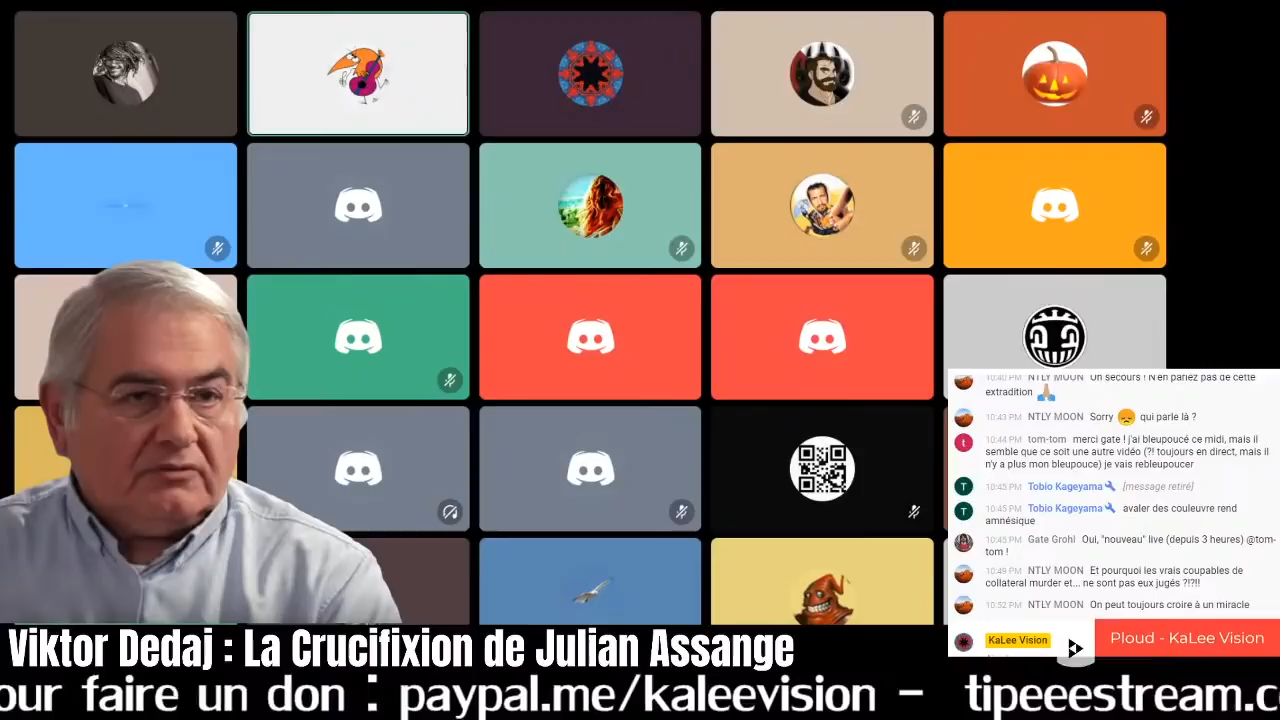 10:40 PM NTLY MOON Un secours ! N'en parlez pas de cette
extradition
10:43 PM NTLY MOON Sorry 😞 qui parle là ?
t
10:44 PM tom-tom merci gate ! j'ai bleupoucé ce midi, mais il
semble que ce soit une autre vidéo (?! toujours en direct, mais il
n'y a plus mon bleupouce) je vais rebleupoucer
T
10:45 PM Tobio Kageyama [message retiré]
T
10:45 PM Tobio Kageyama avaler des couleuvre rend
amnésique
10:45 PM Gate Grohl Oui, "nouveau" live (depuis 3 heures) @tom-
tom !
10:49 PM NTLY MOON Et pourquoi les vrais coupables de
collateral murder et... ne sont pas eux jugés ?!?!!
10:52 PM NTLY MOON On peut toujours croire à un miracle
KaLee Vision
Ploud - KaLee Vision
Viktor Dedaj : La Crucifixion de Julian Assange
our faire un don : paypal.me/kaleevision – tipeeestream.c